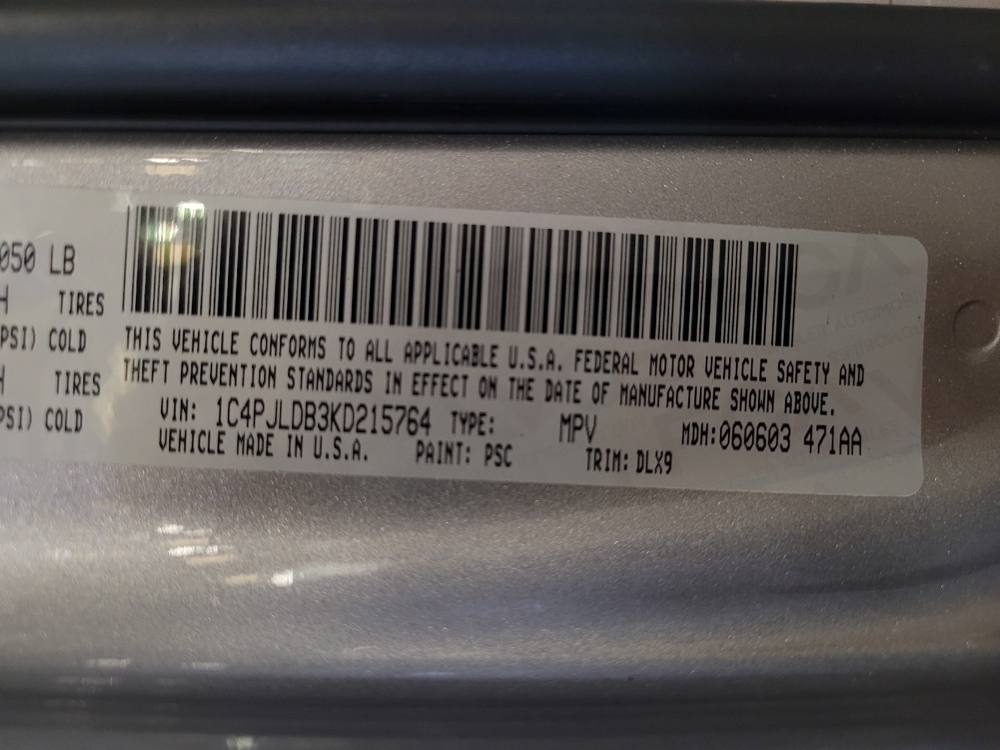 050 LB
TIRES
PSI) COLD
TIRES
PSI) COLD
THIS VEHICLE CONFORMS TO ALL APPLICABLE U.S.A. FEDERAL MOTOR VEHICLE SAFETY AND
THEFT PREVENTION STANDARDS IN EFFECT ON THE DATE OF MANUFACTURE SHOWN ABOVE.
VIN: 1C4PJLDB3KD215764 TYPE: MPV MDH:060603 471AA
VEHICLE MADE IN U.S.A. PAINT: PSC TRIM: DLX9